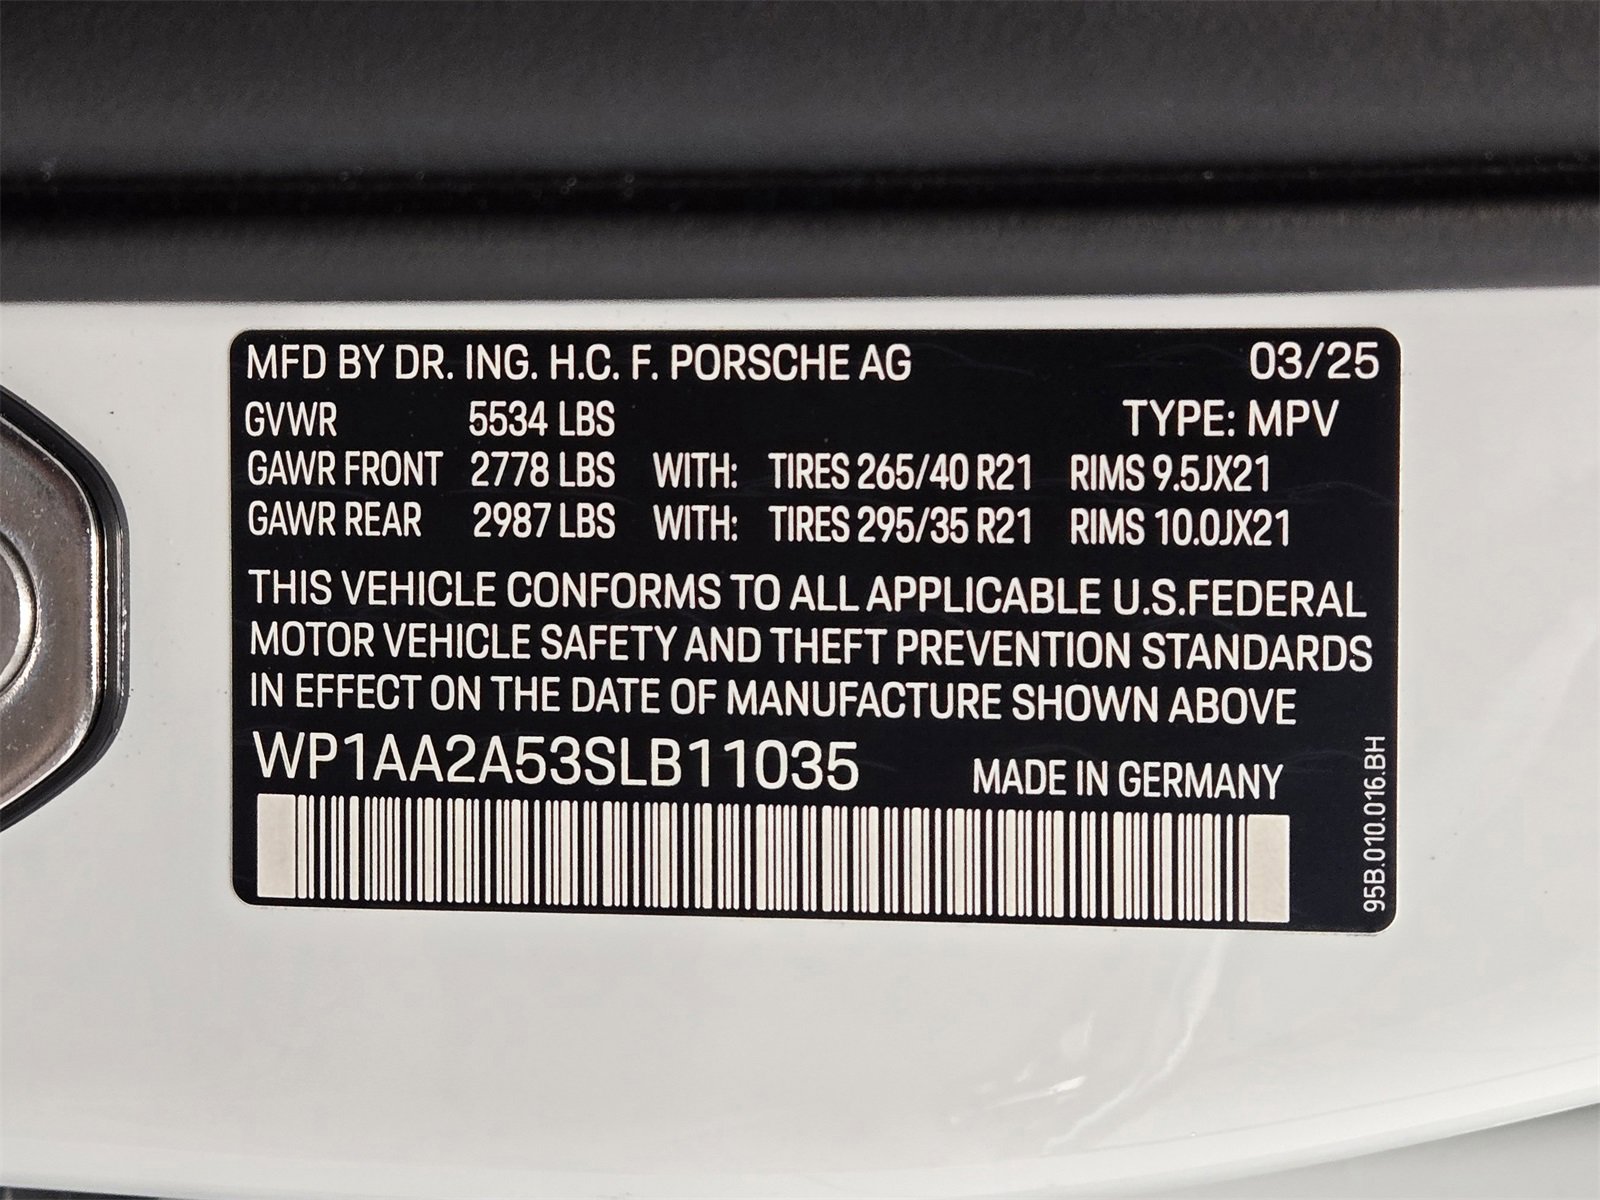 MFD BY DR. ING. H.C. F. PORSCHE AG 03/25
GVWR 5534 LBS TYPE: MPV
GAWR FRONT 2778 LBS WITH: TIRES 265/40 R21 RIMS 9.5JX21
GAWR REAR 2987 LBS WITH: TIRES 295/35 R21 RIMS 10.0JX21
THIS VEHICLE CONFORMS TO ALL APPLICABLE U.S.FEDERAL
MOTOR VEHICLE SAFETY AND THEFT PREVENTION STANDARDS
IN EFFECT ON THE DATE OF MANUFACTURE SHOWN ABOVE
WP1AA2A53SLB11035 MADE IN GERMANY
95B.010.016.BH